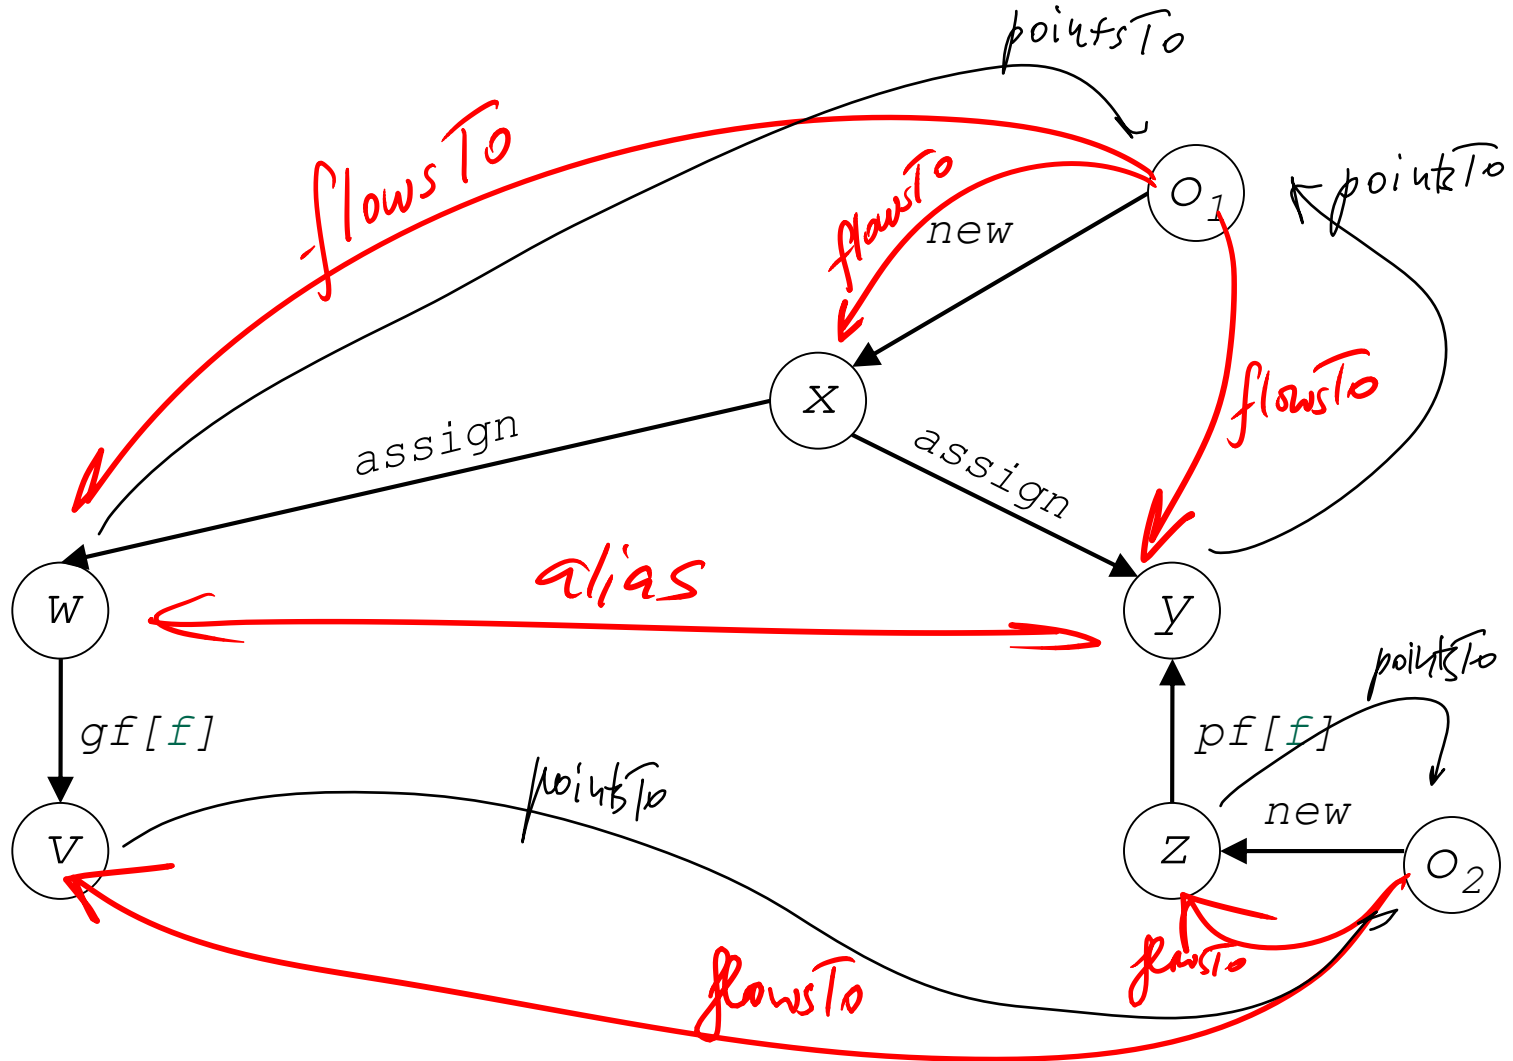 pointsTo
flowsTo
flowsTo
o1
pointsTo
new
x
flowsTo
assign
assign
alias
w
y
pointsTo
gf[f]
pf[f]
pointsTo
new
v
z
o2
flowsTo
flowsTo